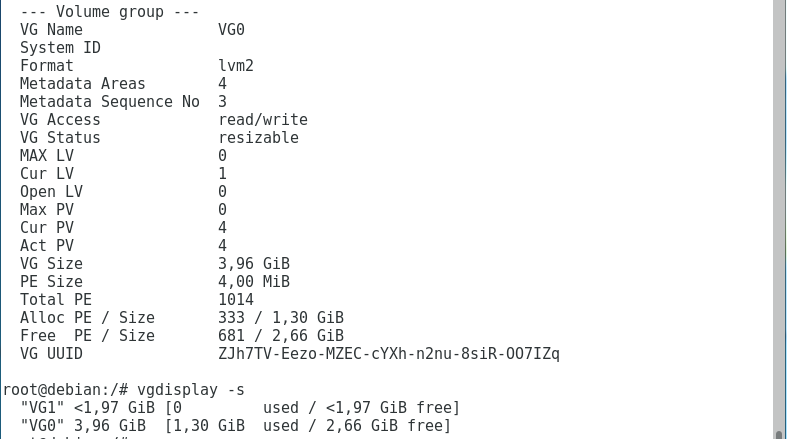 --- Volume group ---
VG Name VG0
System ID
Format lvm2
Metadata Areas 4
Metadata Sequence No 3
VG Access read/write
VG Status resizable
MAX LV 0
Cur LV 1
Open LV 0
Max PV 0
Cur PV 4
Act PV 4
VG Size 3,96 GiB
PE Size 4,00 MiB
Total PE 1014
Alloc PE / Size 333 / 1,30 GiB
Free PE / Size 681 / 2,66 GiB
VG UUID ZJh7TV-Eezo-MZEC-cYXh-n2nu-8siR-OO7IZq
root@debian:/# vgdisplay -s
"VG1" <1,97 GiB [0 used / <1,97 GiB free]
"VG0" 3,96 GiB [1,30 GiB used / 2,66 GiB free]